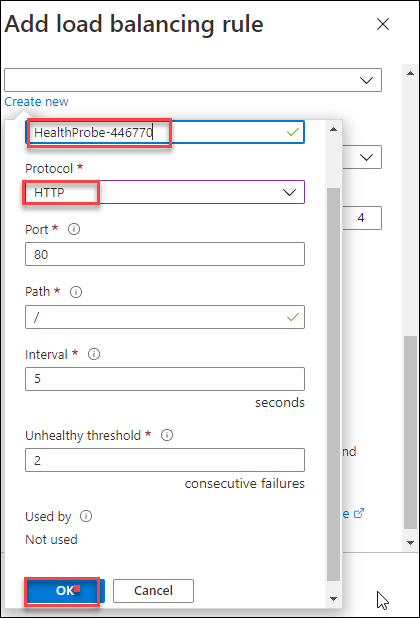 Add load balancing rule
Create new
HealthProbe-446770
Protocol *
HTTP
4
Port *
80
Path *
/
Interval *
5
seconds
Unhealthy threshold *
nd
2
consecutive failures
Used by
e
Not used
OK
Cancel